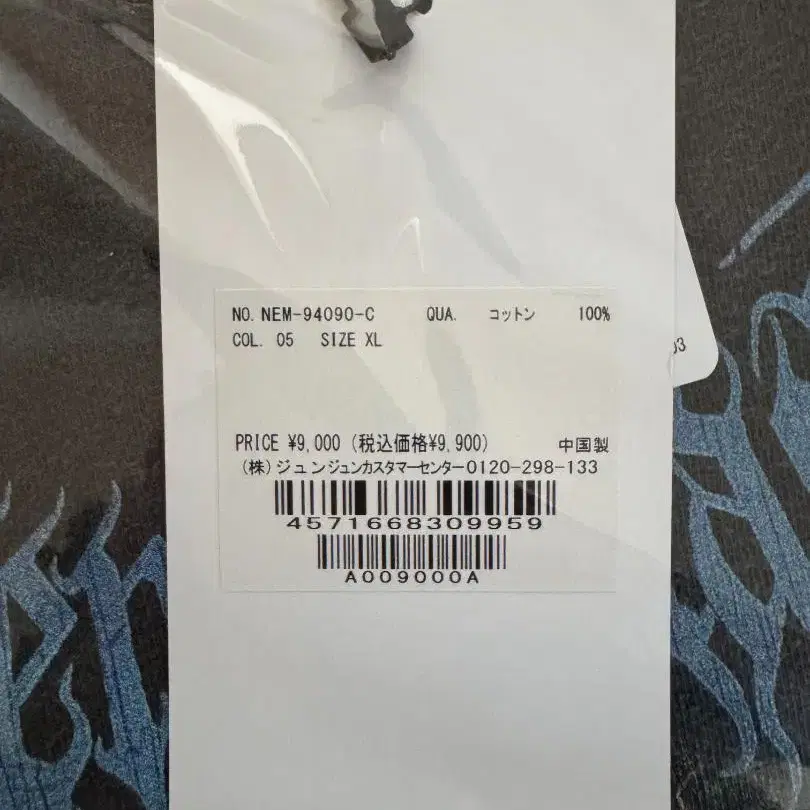 NO. NEM-94090-C QUA. コットン 100%
COL. 05 SIZE XL
PRICE ¥9,000 (税込価格¥9,900) 中国製
(株)ジュンジュンカスタマーセンター0120-298-133
4571668309959
A009000A